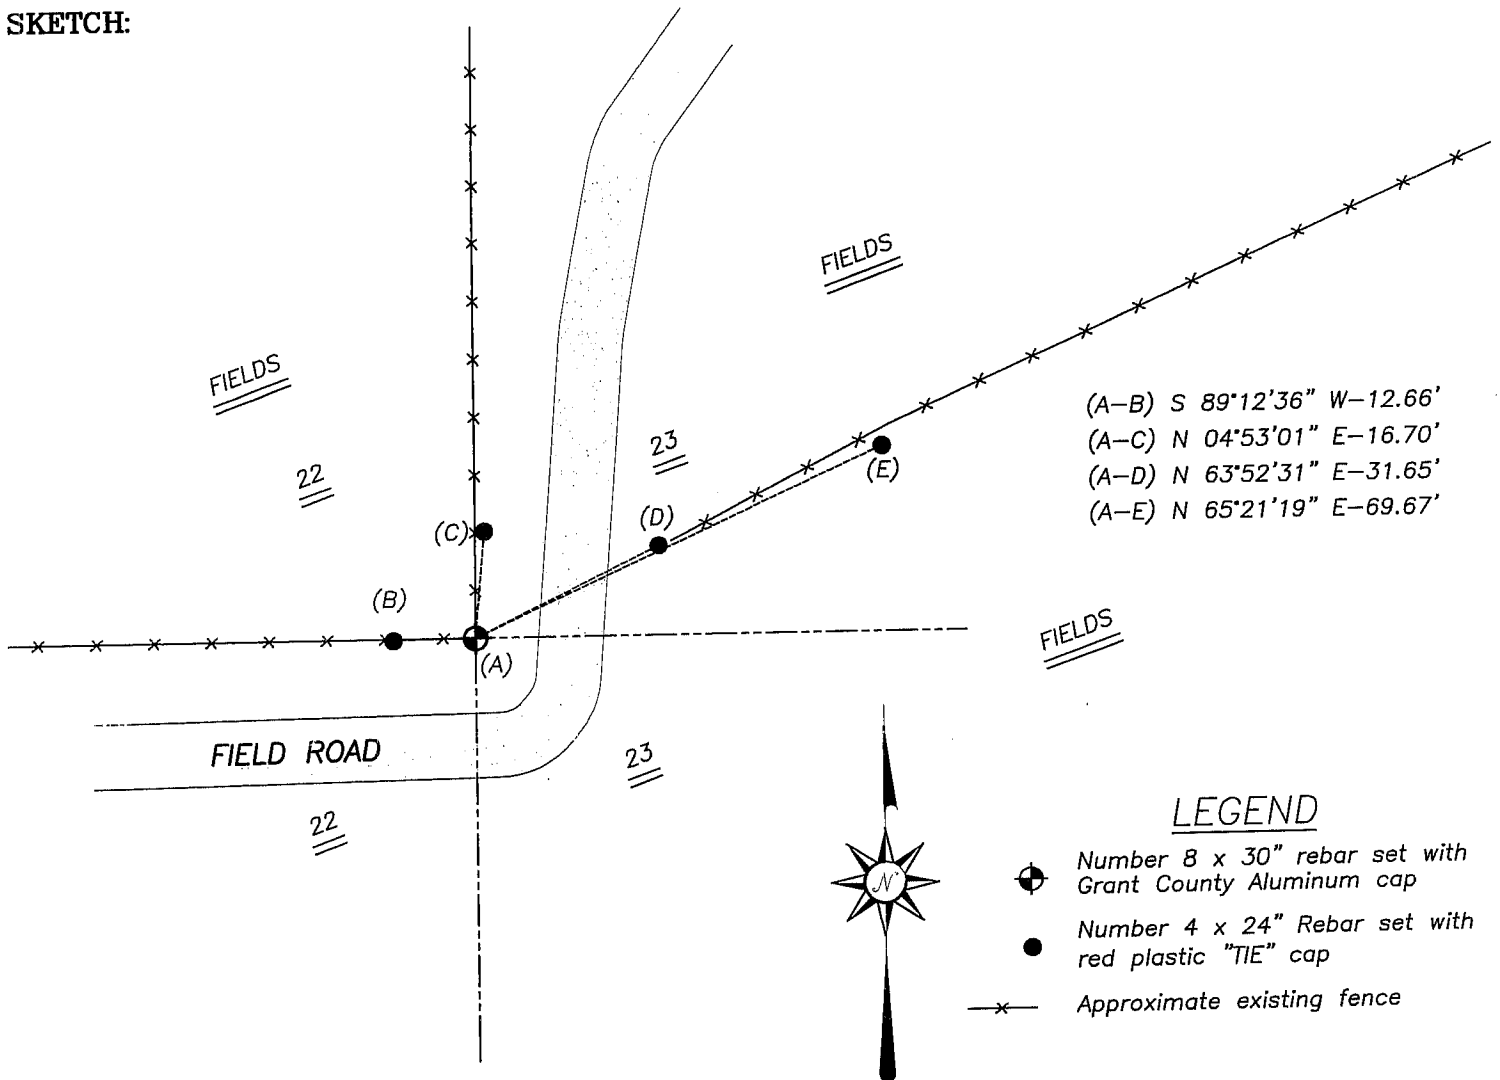 SKETCH:
FIELDS
FIELDS
(A-B) S 89°12'36" W-12.66'
(A-C) N 04°53'01" E-16.70'
(A-D) N 63°52'31" E-31.65'
(A-E) N 65°21'19" E-69.67'
23
22
(E)
(D)
(C)
(B)
(A)
FIELDS
FIELD ROAD
23
22
LEGEND
Number 8 x 30" rebar set with
Grant County Aluminum cap
N
Number 4 x 24" Rebar set with
red plastic "TIE" cap
Approximate existing fence